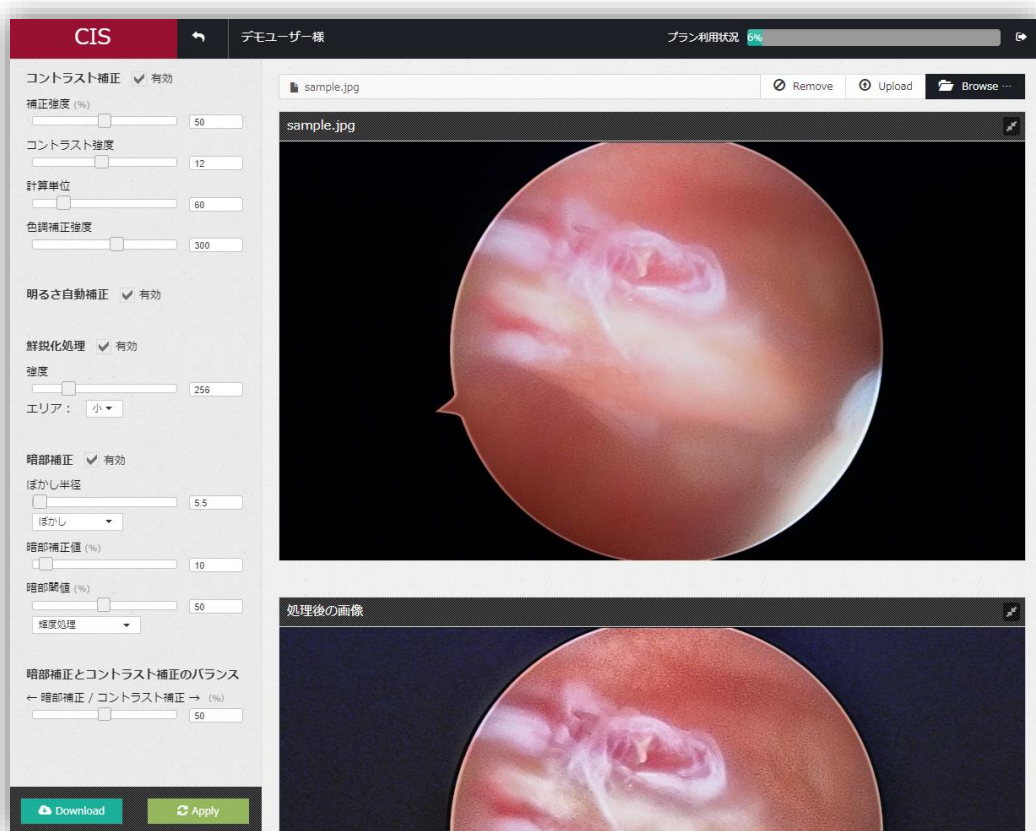 CIS
デモユーザー様
プラン利用状況 6%
コントラスト補正 有効
補正強度 (%)
50
コントラスト強度
12
計算単位
60
色調補正強度
300
明るさ自動補正 有効
鮮鋭化処理 有効
強度
256
エリア： 小
暗部補正 有効
ぼかし半径
5.5
ぼかし
暗部補正値 (%)
10
暗部閾値 (%)
50
輝度処理
暗部補正とコントラスト補正のバランス
← 暗部補正 / コントラスト補正 → (%)
50
Download
Apply
sample.jpg
Remove
Upload
Browse ...
sample.jpg
処理後の画像